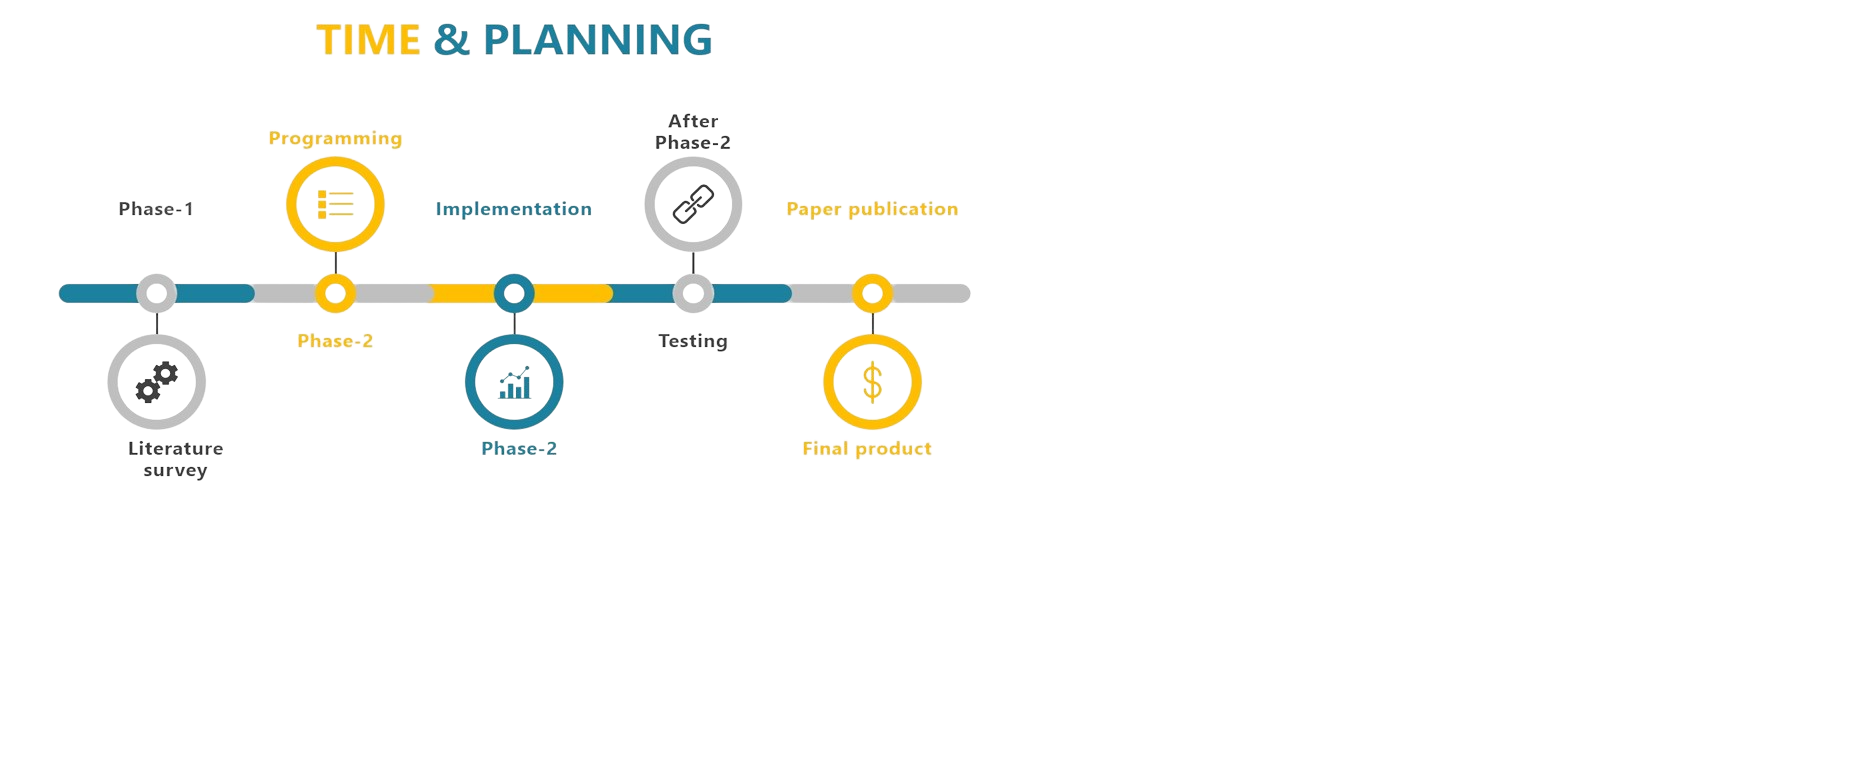 TIME & PLANNING
Phase-1
Literature
survey
Programming
Phase-2
Implementation
Phase-2
After
Phase-2
Testing
Paper publication
$
Final product